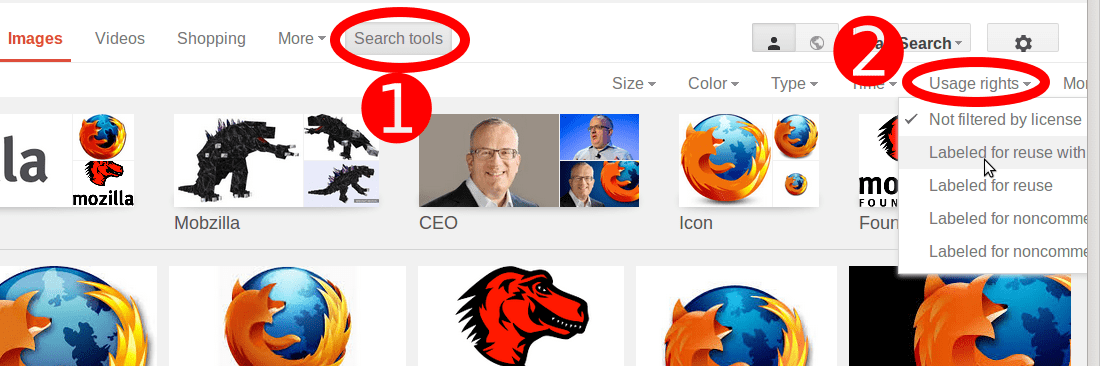 Images Videos Shopping More Search tools Search
1 2
Size Color Type Time Usage rights Mor
Not filtered by license
Labeled for reuse with
Labeled for reuse
Labeled for noncomme
Labeled for noncomme
la
mozilla
mo
FOUN
Mobzilla CEO Icon Foun